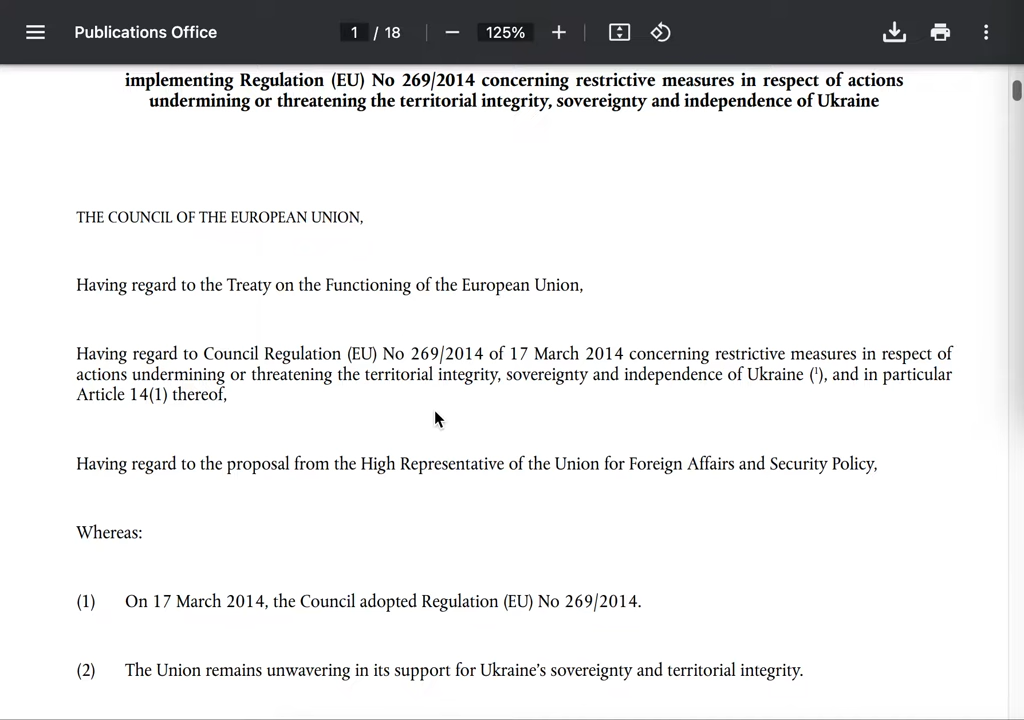 Publications Office
1 / 18
125%
implementing Regulation (EU) No 269/2014 concerning restrictive measures in respect of actions
undermining or threatening the territorial integrity, sovereignty and independence of Ukraine
THE COUNCIL OF THE EUROPEAN UNION,
Having regard to the Treaty on the Functioning of the European Union,
Having regard to Council Regulation (EU) No 269/2014 of 17 March 2014 concerning restrictive measures in respect of
actions undermining or threatening the territorial integrity, sovereignty and independence of Ukraine (¹), and in particular
Article 14(1) thereof,
Having regard to the proposal from the High Representative of the Union for Foreign Affairs and Security Policy,
Whereas:
(1) On 17 March 2014, the Council adopted Regulation (EU) No 269/2014.
(2) The Union remains unwavering in its support for Ukraine’s sovereignty and territorial integrity.